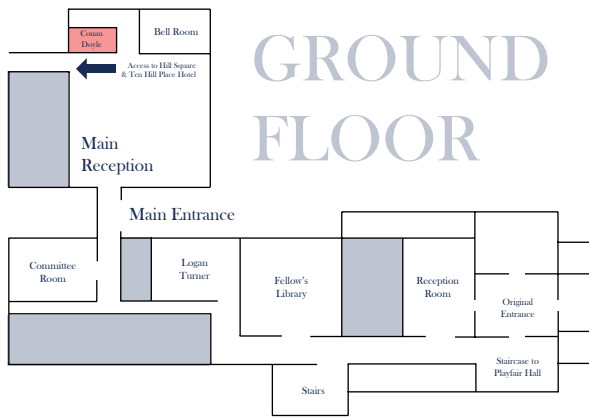 GROUND
FLOOR
Conan
Doyle
Bell Room
Access to Hill Square
& Ten Hill Place Hotel
Main
Reception
Main Entrance
Committee
Room
Logan
Turner
Fellow's
Library
Reception
Room
Original
Entrance
Staircase to
Playfair Hall
Stairs